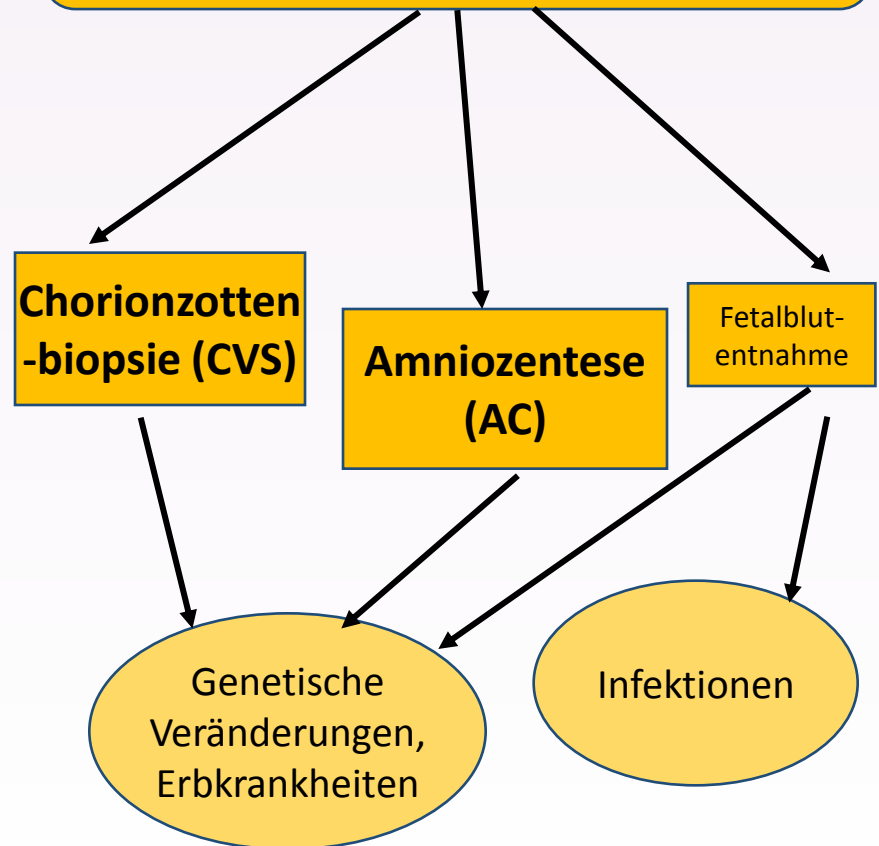 Chorionzotten
-biopsie (CVS)
Amniozentese
(AC)
Fetalblut-
entnahme
Genetische
Veränderungen,
Erbkrankheiten
Infektionen